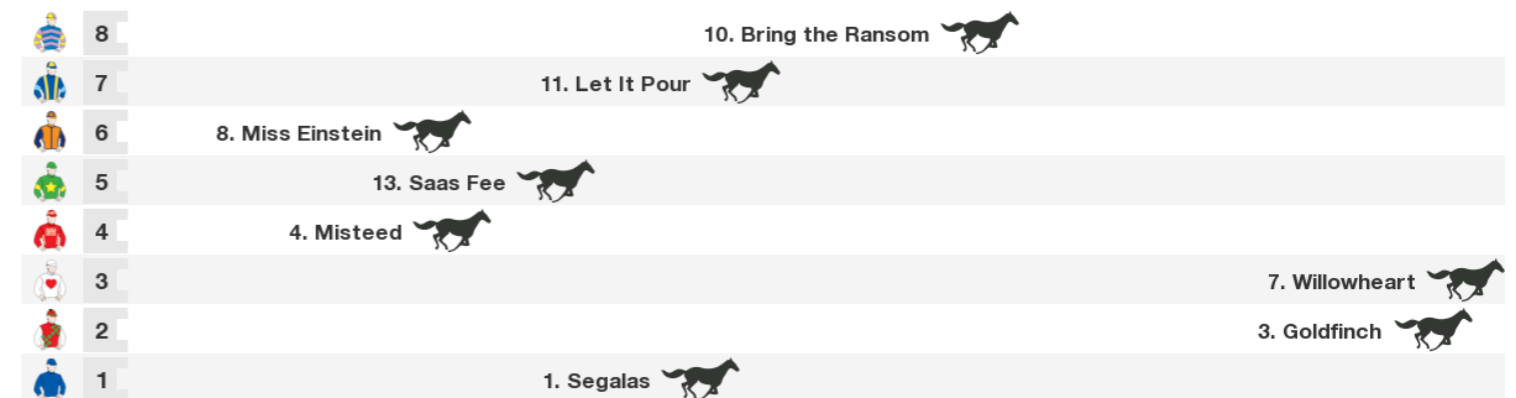 8 10. Bring the Ransom
7 11. Let It Pour
6 8. Miss Einstein
5 13. Saas Fee
4 4. Misteed
3 7. Willowheart
2 3. Goldfinch
1 1. Segalas